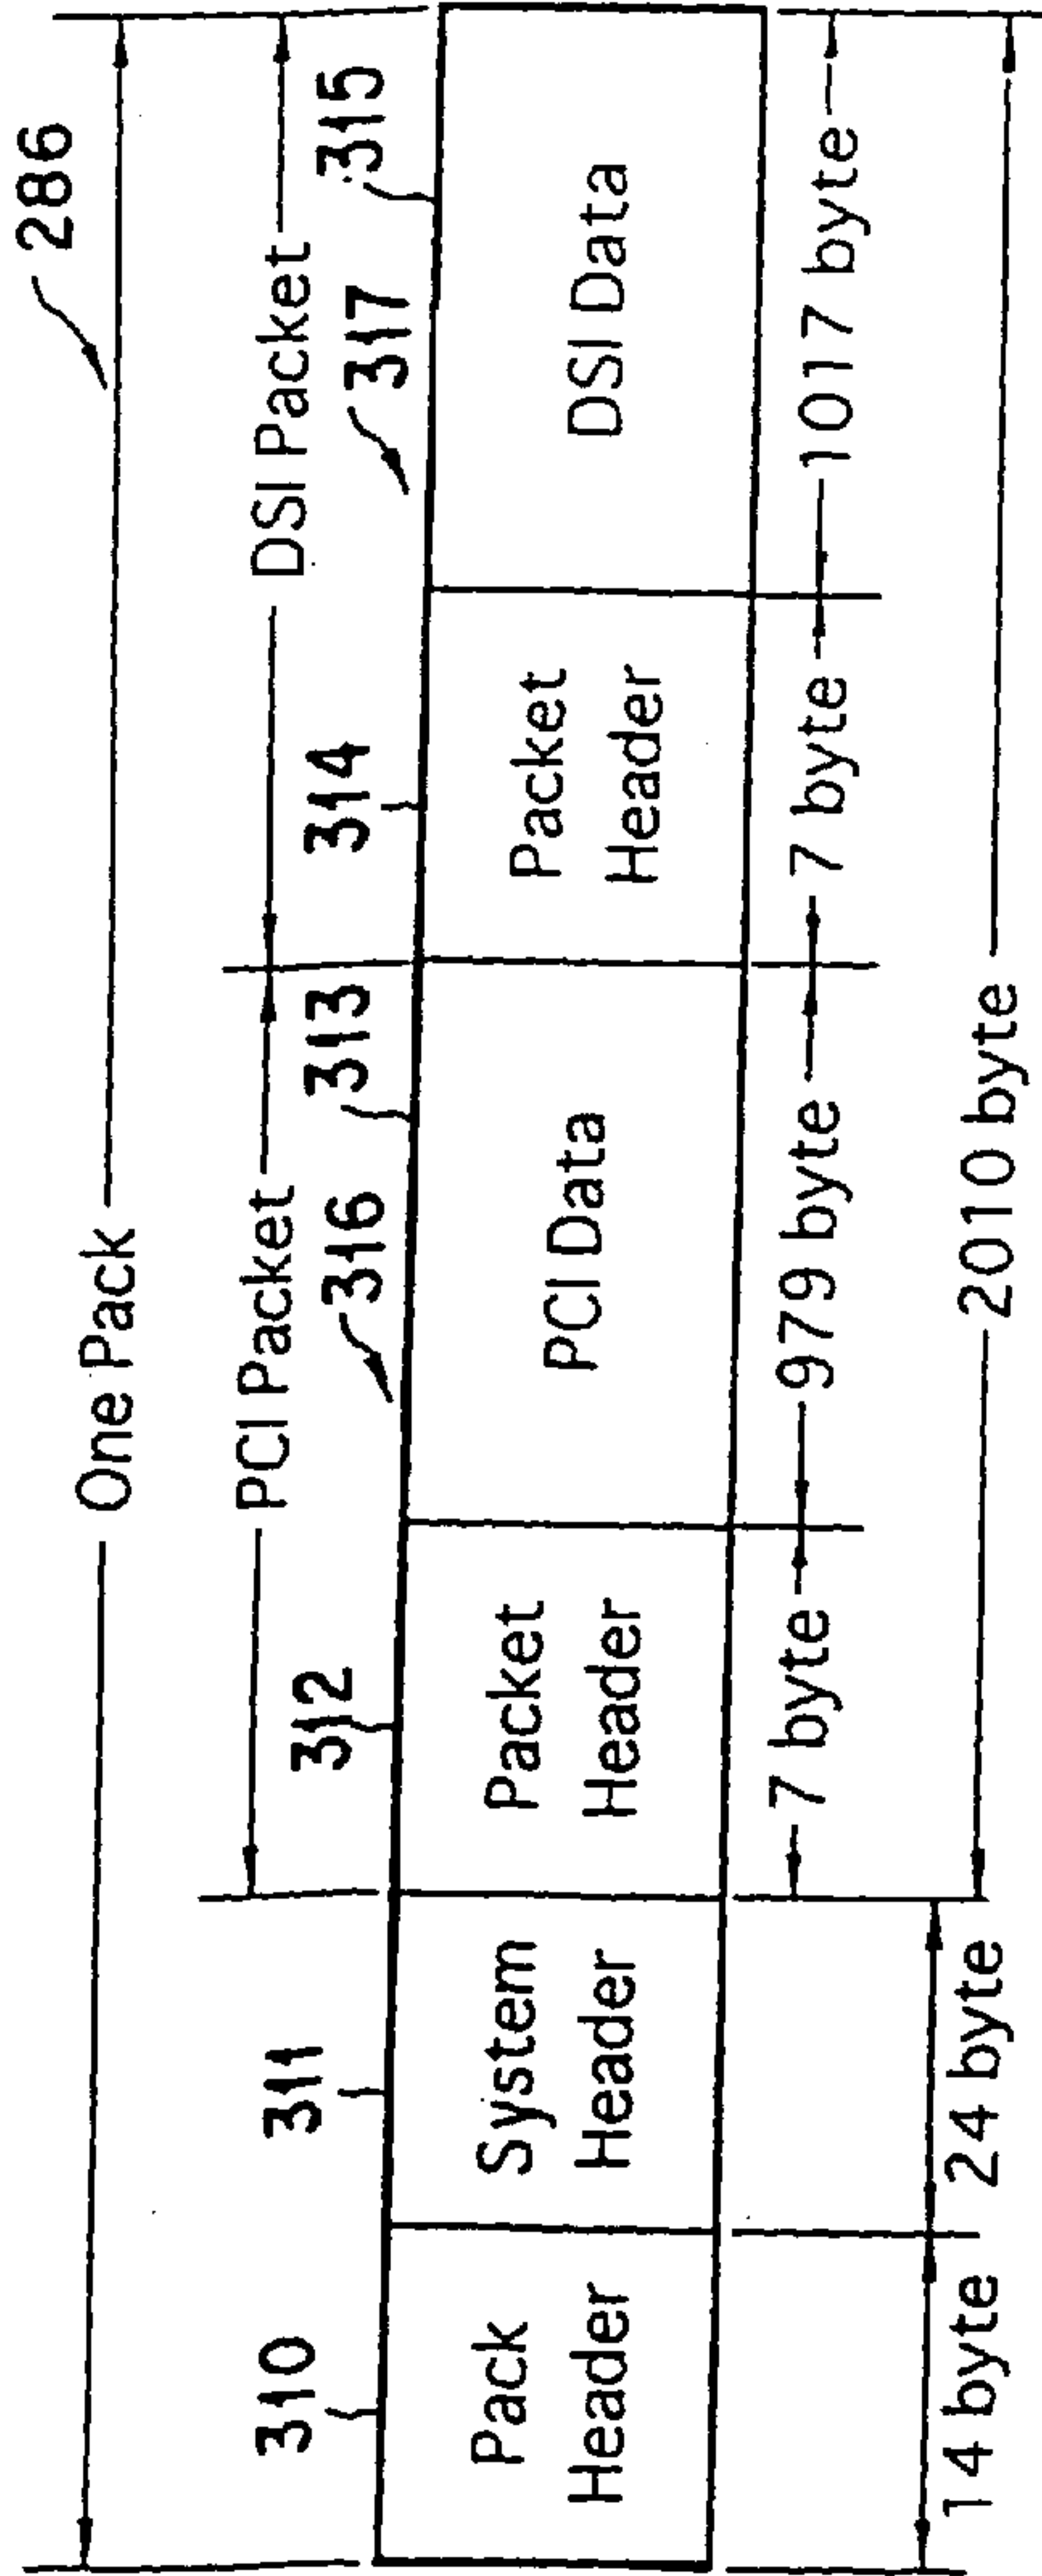 286
One Pack
PCI Packet
DSI Packet
310
311
312
316
313
314
317
315
Pack
Header
System
Header
Packet
Header
PCI Data
Packet
Header
DSI Data
7 byte
979 byte
7 byte
1017 byte
14 byte
24 byte
2010 byte